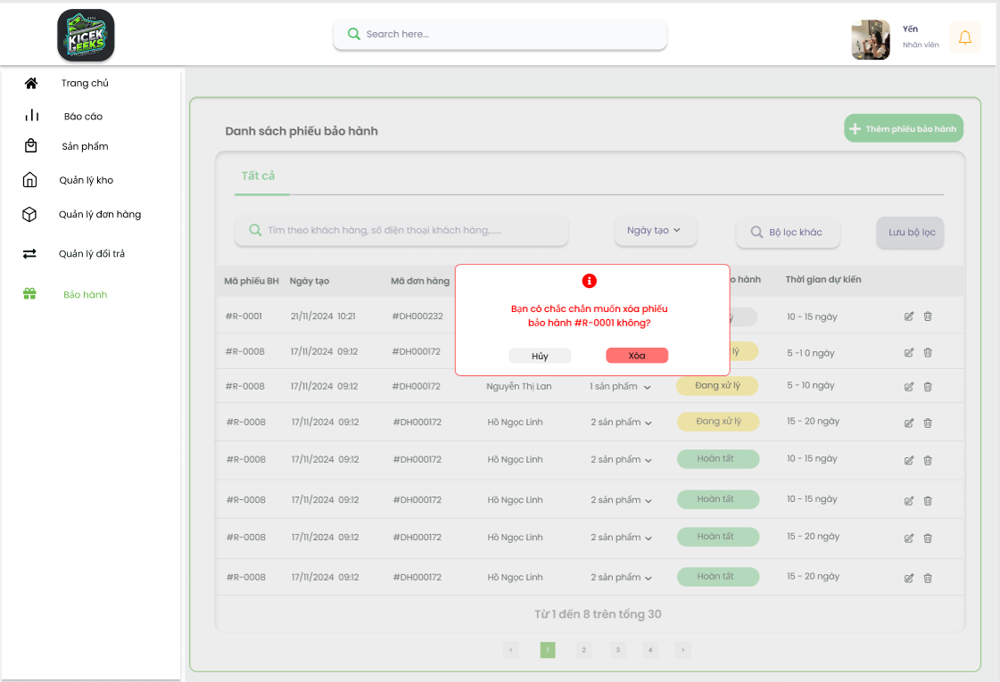 KICEK
GEEKS
Search here...
Yến
Nhân viên
Trang chủ
Báo cáo
Sản phẩm
Quản lý kho
Quản lý đơn hàng
Quản lý đổi trả
Bảo hành
Danh sách phiếu bảo hành
Thêm phiếu bảo hành
Tất cả
Tìm theo khách hàng, số điện thoại khách hàng,......
Ngày tạo
Bộ lọc khác
Lưu bộ lọc
Mã phiếu BH Ngày tạo Mã đơn hàng hành Thời gian dự kiến
#R-0001 21/11/2024 10:21 #DH000232 10 - 15 ngày
#R-0008 17/11/2024 09:12 #DH000172 lý 5 -1 0 ngày
Bạn cô chắc chắn muốn xóa phiếu
bảo hành #R-0001 không?
Hủy Xóa
#R-0008 17/11/2024 09:12 #DH000172 Nguyễn Thị Lan 1 sản phẩm Đang xử lý 5 - 10 ngày
#R-0008 17/11/2024 09:12 #DH000172 Hồ Ngọc Linh 2 sản phẩm Đang xử lý 15 - 20 ngày
#R-0008 17/11/2024 09:12 #DH000172 Hồ Ngọc Linh 2 sản phẩm Hoàn tất 10 - 15 ngày
#R-0008 17/11/2024 09:12 #DH000172 Hồ Ngọc Linh 2 sản phẩm Hoàn tất 10 - 15 ngày
#R-0008 17/11/2024 09:12 #DH000172 Hồ Ngọc Linh 2 sản phẩm Hoàn tất 15 - 20 ngày
#R-0008 17/11/2024 09:12 #DH000172 Hồ Ngọc Linh 2 sản phẩm Hoàn tất 15 - 20 ngày
Từ 1 đến 8 trên tổng 30
‹ 1 2 3 4 ›